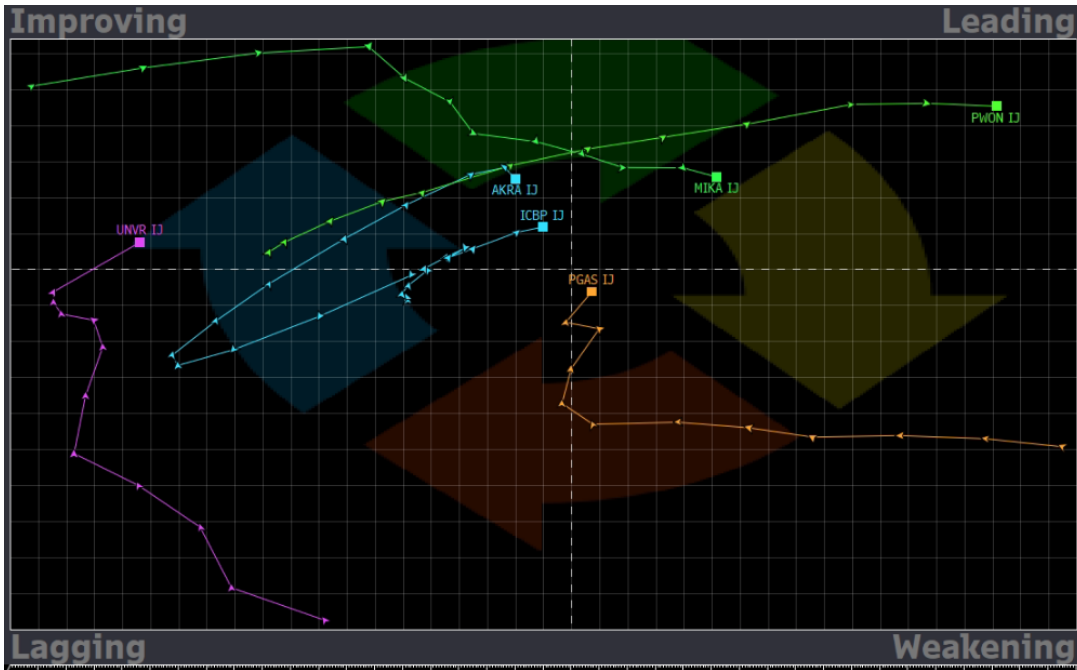 Improving
Leading
PWON IJ
MIKA IJ
AKRA IJ
ICBP IJ
UNVR IJ
PGAS IJ
Lagging
Weakening